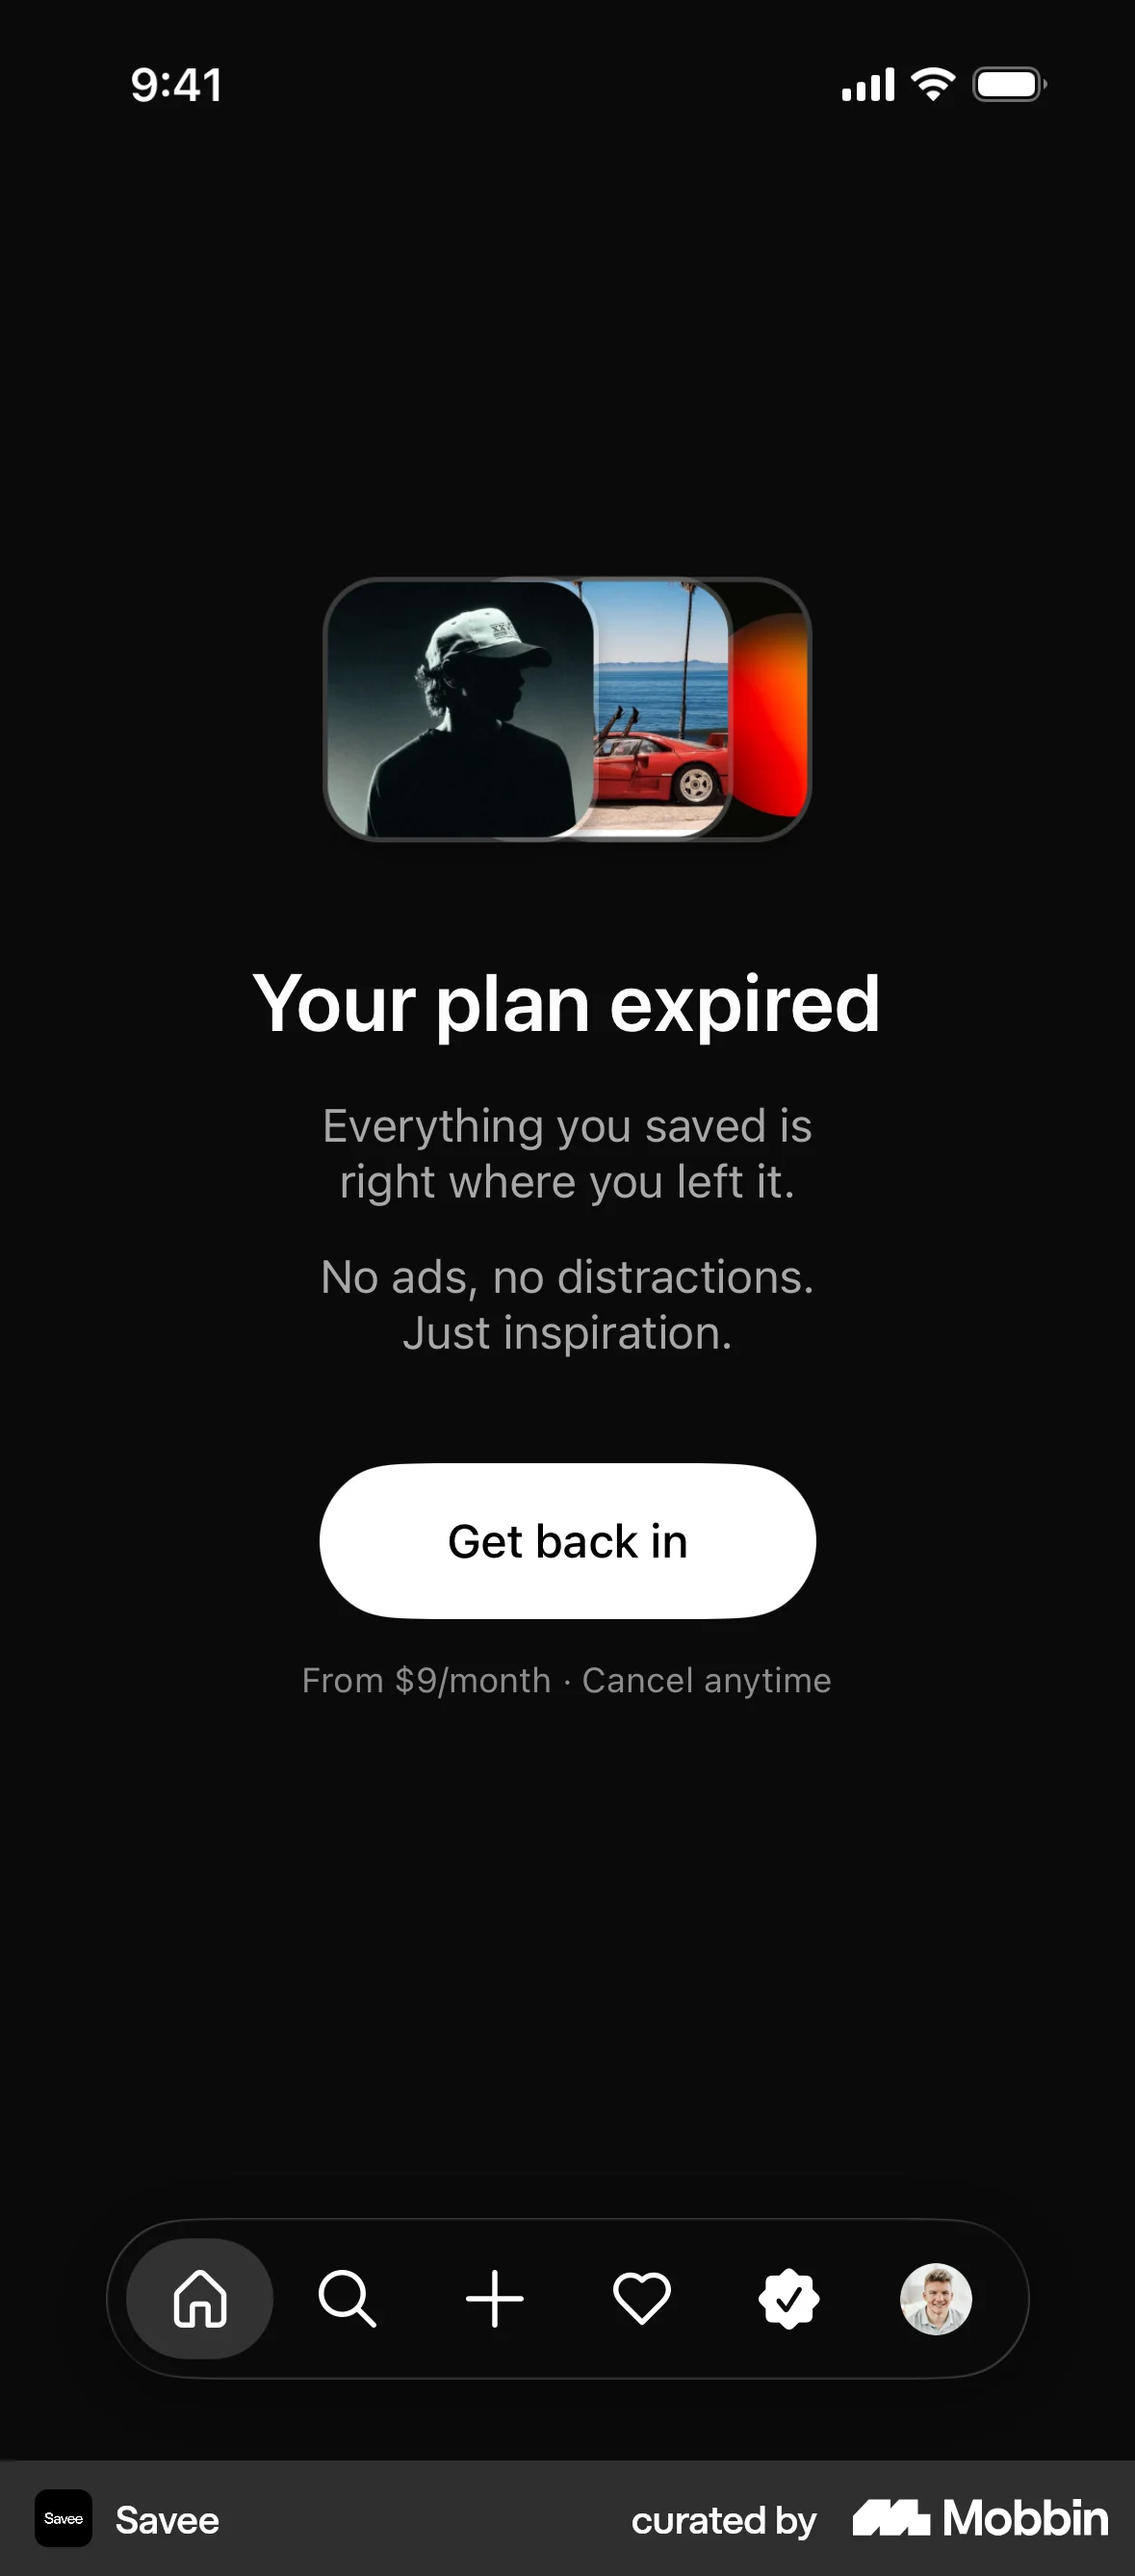 9:41
Your plan expired
Everything you saved is
right where you left it.
No ads, no distractions.
Just inspiration.
Get back in
From $9/month · Cancel anytime
Savee
Savee
curated by
Mobbin